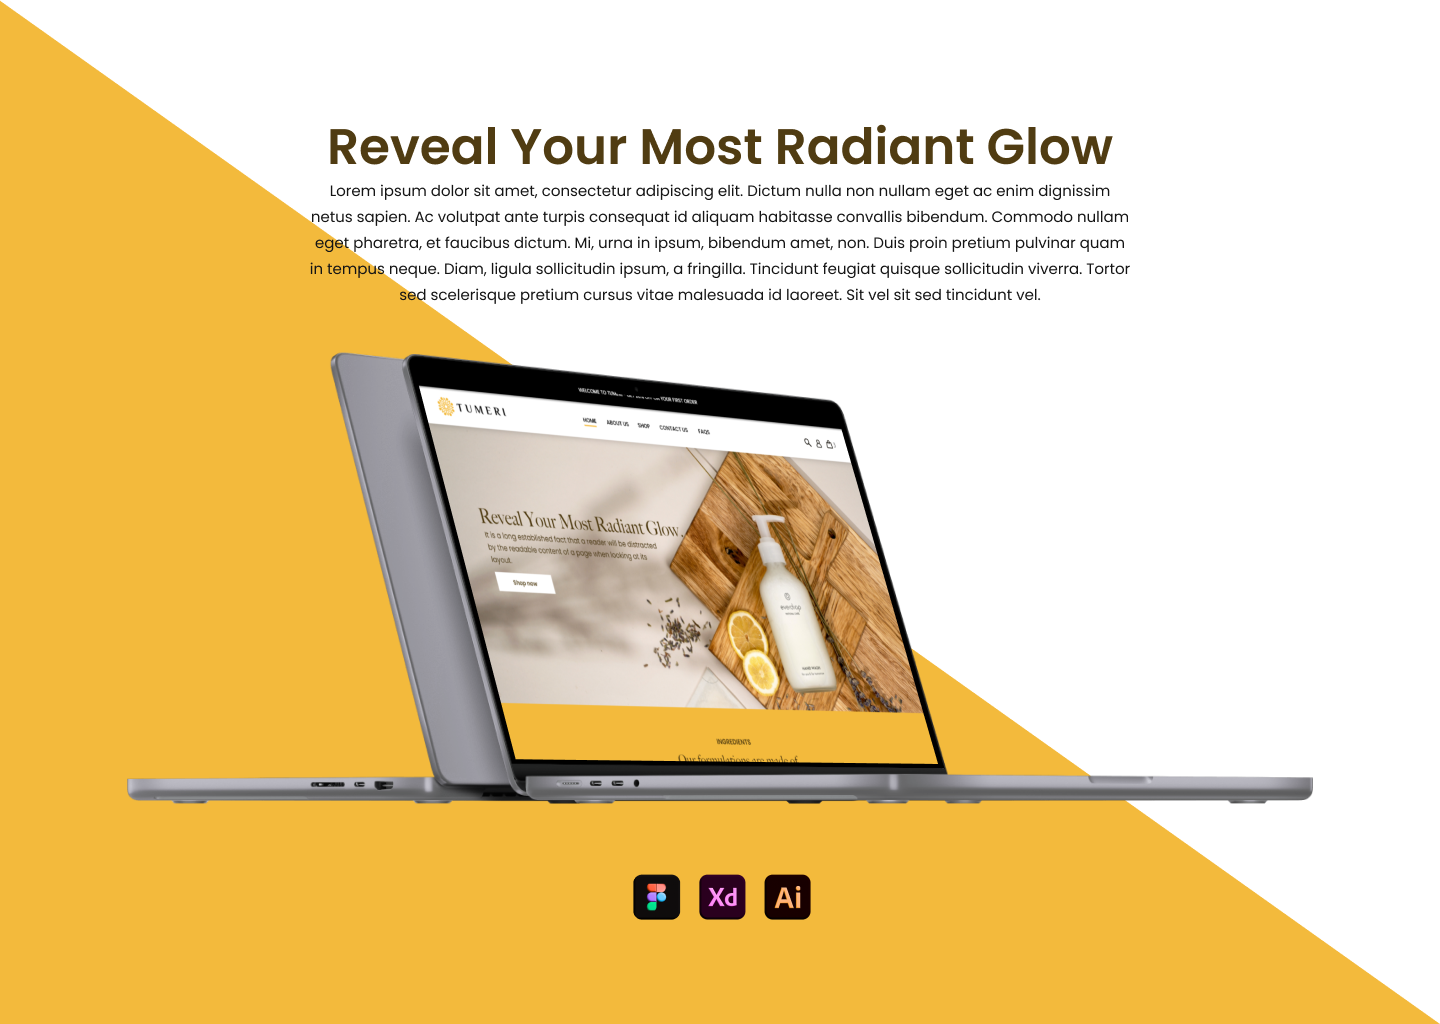 Reveal Your Most Radiant Glow
Lorem ipsum dolor sit amet, consectetur adipiscing elit. Dictum nulla non nullam eget ac enim dignissim
netus sapien. Ac volutpat ante turpis consequat id aliquam habitasse convallis bibendum. Commodo nullam
eget pharetra, et faucibus dictum. Mi, urna in ipsum, bibendum amet, non. Duis proin pretium pulvinar quam
in tempus neque. Diam, ligula sollicitudin ipsum, a fringilla. Tincidunt feugiat quisque sollicitudin viverra. Tortor
sed scelerisque pretium cursus vitae malesuada id laoreet. Sit vel sit sed tincidunt vel.
WELCOME TO YOUR FIRST ORDER
TUMERI
HOME ABOUT US SHOP CONTACT US FAQS
Reveal Your Most Radiant Glow.
It is a long established fact that a reader will be distracted
by the readable content of a page when looking at its
layout.
Shop now
everdrop
HAND WASH
INGREDIENTS
Our formulations are made of
Xd
Ai